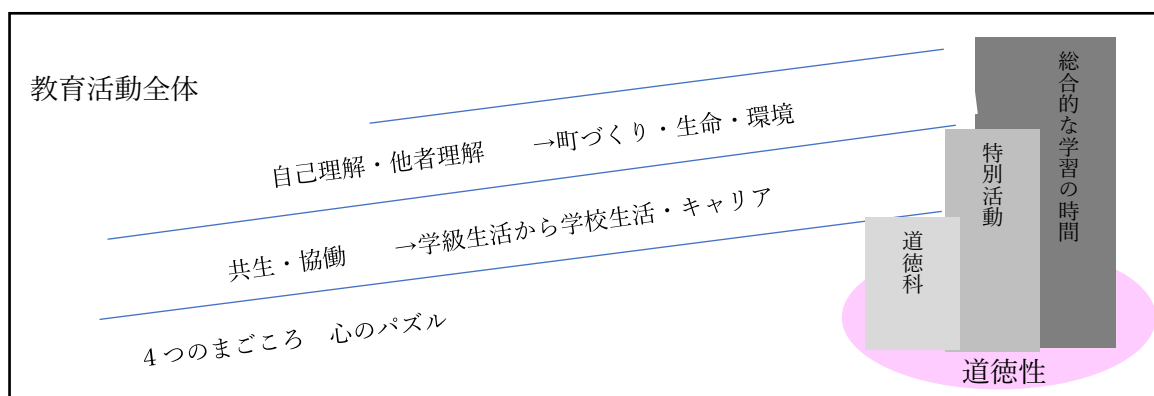 教育活動全体
自己理解・他者理解　　→町づくり・生命・環境
共生・協働　　→学級生活から学校生活・キャリア
４つのまごころ　心のパズル
道徳科
特別活動
総合的な学習の時間
道徳性